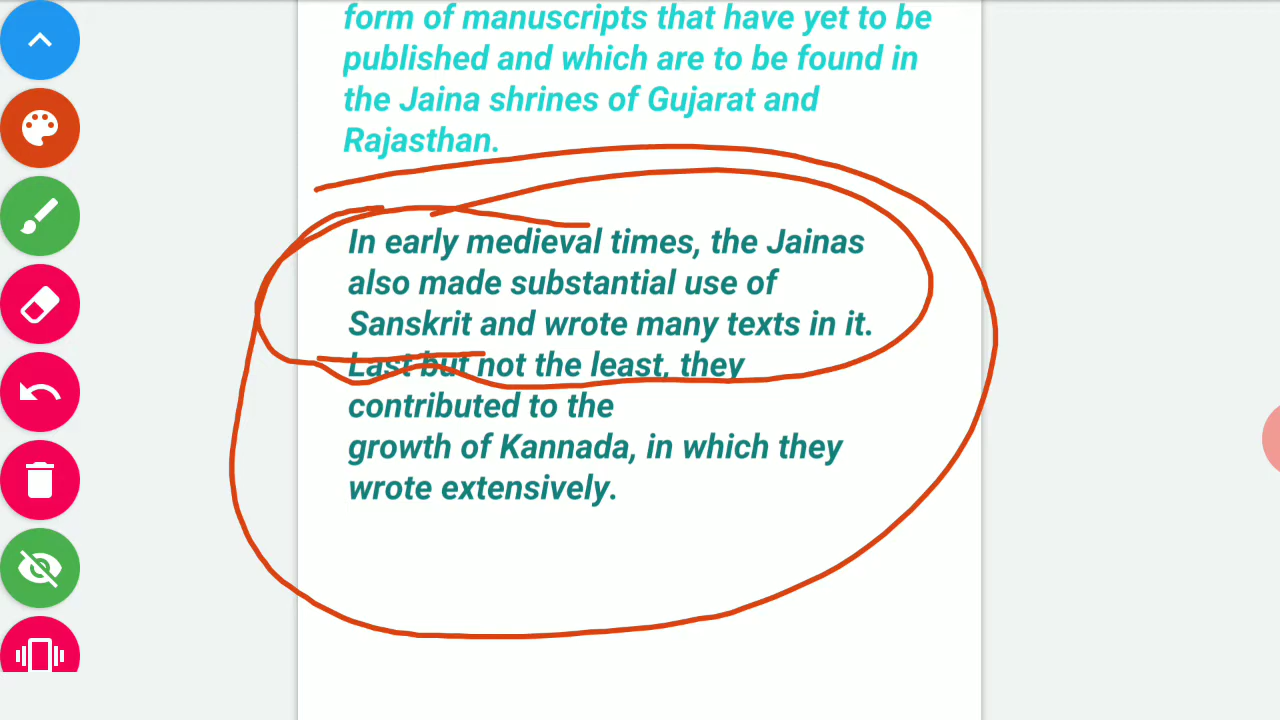 form of manuscripts that have yet to be
published and which are to be found in
the Jaina shrines of Gujarat and
Rajasthan.
In early medieval times, the Jainas
also made substantial use of
Sanskrit and wrote many texts in it.
Last but not the least, they
contributed to the
growth of Kannada, in which they
wrote extensively.